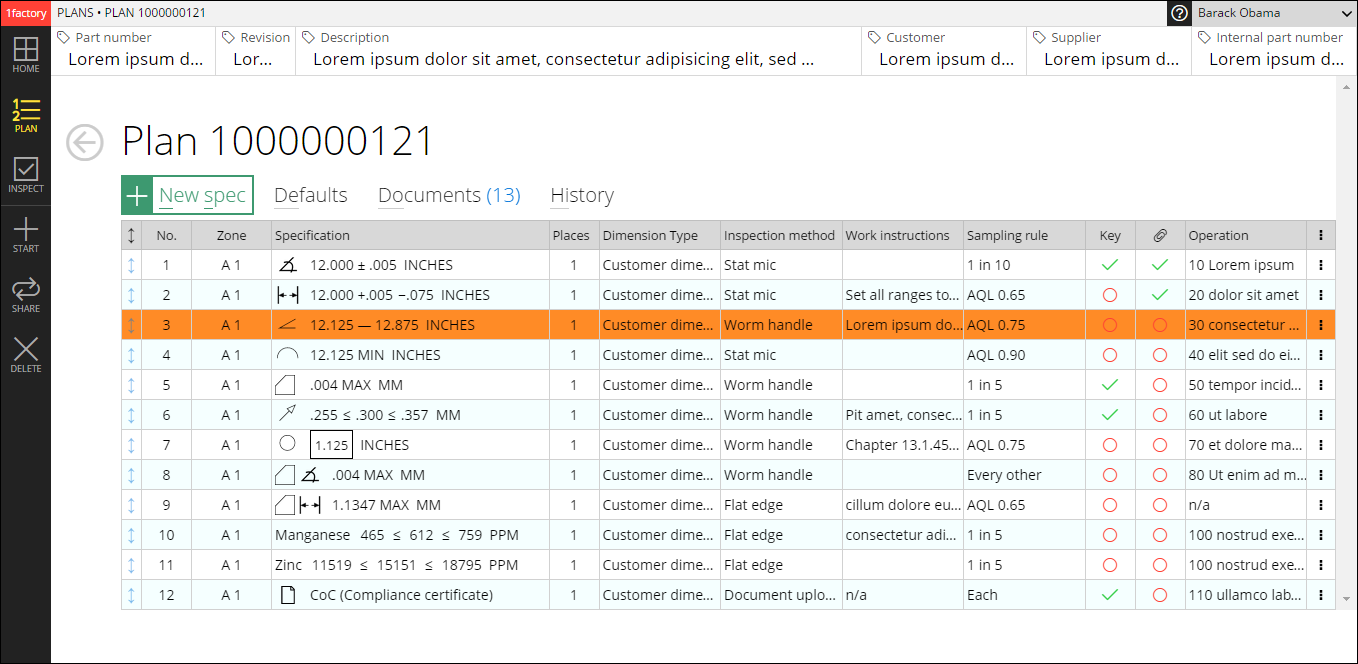 1factory PLANS • PLAN 1000000121 Barack Obama
Part number Revision Description Customer Supplier Internal part number
Lorem ipsum d... Lor... Lorem ipsum dolor sit amet, consectetur adipisicing elit, sed ... Lorem ipsum d... Lorem ipsum d... Lorem ipsum d...
HOME
PLAN
INSPECT
START
SHARE
DELETE
Plan 1000000121
New spec Defaults Documents (13) History
No. Zone Specification Places Dimension Type Inspection method Work instructions Sampling rule Key Operation
1 A 1 12.000 ± .005 INCHES 1 Customer dime... Stat mic 1 in 10 10 Lorem ipsum
2 A 1 12.000 +.005 −.075 INCHES 1 Customer dime... Stat mic Set all ranges to... AQL 0.65 20 dolor sit amet
3 A 1 12.125 — 12.875 INCHES 1 Customer dime... Worm handle Lorem ipsum do... AQL 0.75 30 consectetur ...
4 A 1 12.125 MIN INCHES 1 Customer dime... Stat mic AQL 0.90 40 elit sed do ei...
5 A 1 .004 MAX MM 1 Customer dime... Worm handle 1 in 5 50 tempor incid...
6 A 1 .255 ≤ .300 ≤ .357 MM 1 Customer dime... Worm handle Pit amet, consec... 1 in 5 60 ut labore
7 A 1 1.125 INCHES 1 Customer dime... Worm handle Chapter 13.1.45... AQL 0.75 70 et dolore ma...
8 A 1 .004 MAX MM 1 Customer dime... Worm handle Every other 80 Ut enim ad m...
9 A 1 1.1347 MAX MM 1 Customer dime... Flat edge cillum dolore eu... AQL 0.65 n/a
10 A 1 Manganese 465 ≤ 612 ≤ 759 PPM 1 Customer dime... Flat edge consectetur adi... 1 in 5 100 nostrud exe...
11 A 1 Zinc 11519 ≤ 15151 ≤ 18795 PPM 1 Customer dime... Flat edge 1 in 5 100 nostrud exe...
12 A 1 CoC (Compliance certificate) 1 Customer dime... Document uplo... n/a Each 110 ullamco lab...